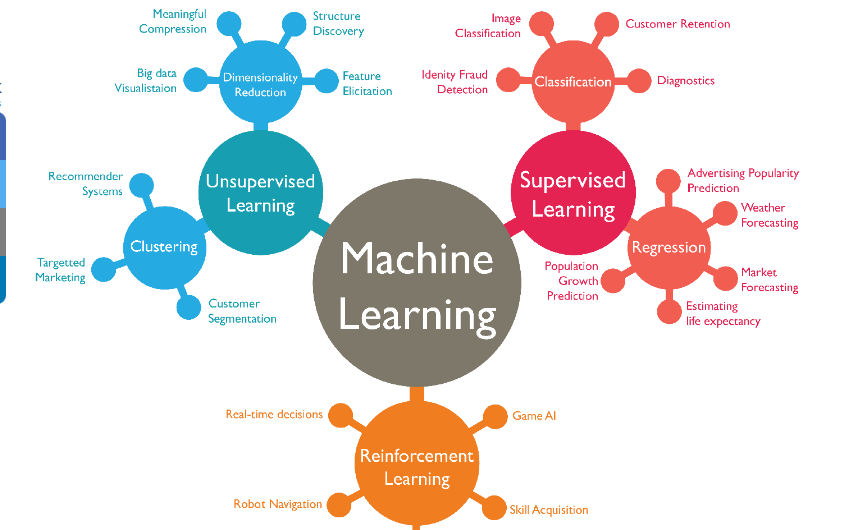 Meaningful
Compression
Structure
Discovery
Big data
Visualistaion
Dimensionality
Reduction
Feature
Elicitation
Unsupervised
Learning
Recommender
Systems
Clustering
Targetted
Marketing
Customer
Segmentation
Machine
Learning
Image
Classification
Customer Retention
Idenity Fraud
Detection
Classification
Diagnostics
Supervised
Learning
Advertising Popularity
Prediction
Weather
Forecasting
Regression
Population
Growth
Prediction
Market
Forecasting
Estimating
life expectancy
Real-time decisions
Game AI
Reinforcement
Learning
Robot Navigation
Skill Acquisition